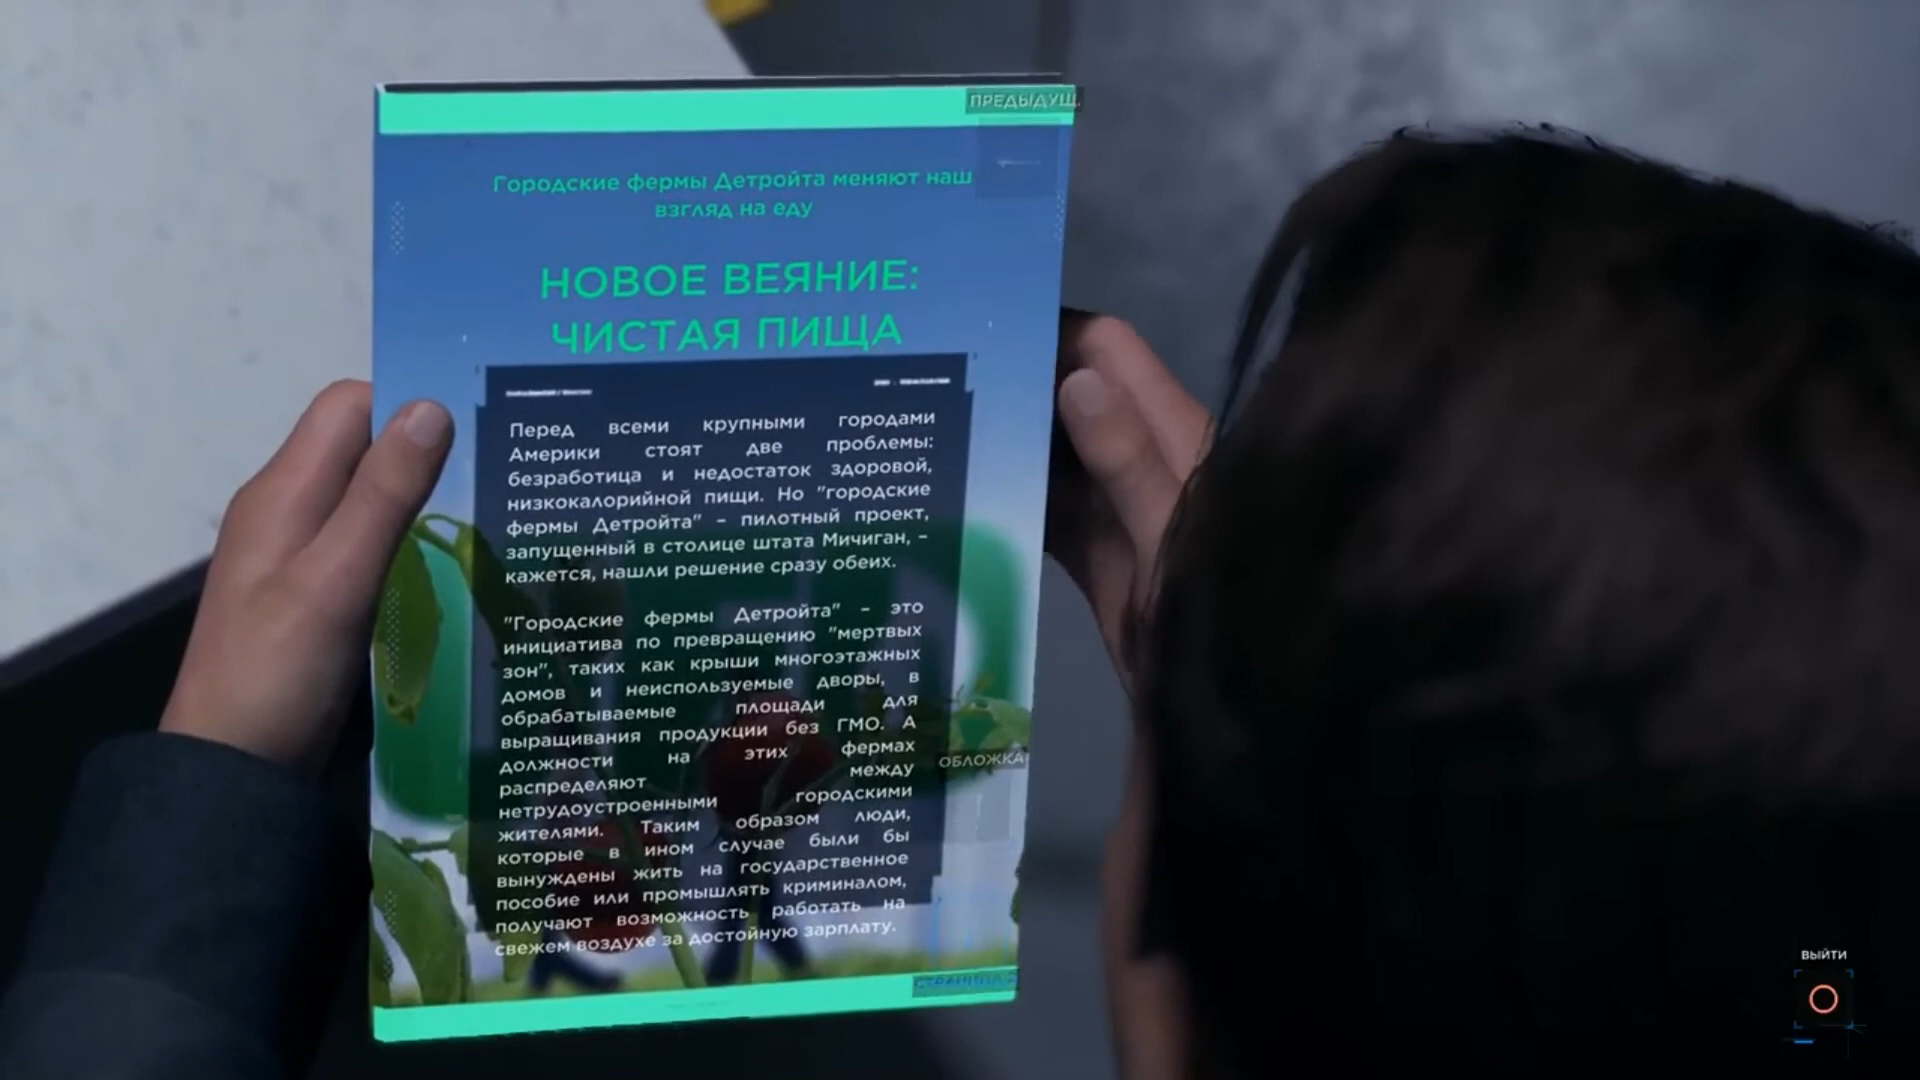 ПРЕДЫДУЩ.
Городские фермы Детройта меняют наш
взгляд на еду
НОВОЕ ВЕЯНИЕ:
ЧИСТАЯ ПИЩА
Перед всеми крупными городами
Америки стоят две проблемы:
безработица и недостаток здоровой,
низкокалорийной пищи. Но "городские
фермы Детройта" – пилотный проект,
запущенный в столице штата Мичиган, –
кажется, нашли решение сразу обеих.
"Городские фермы Детройта" – это
инициатива по превращению "мертвых
зон", таких как крыши многоэтажных
домов и неиспользуемые дворы, в
обрабатываемые площади для
выращивания продукции без ГМО. А
должности на этих фермах
распределяют между
нетрудоустроенными городскими
жителями. Таким образом люди,
которые в ином случае были бы
вынуждены жить на государственное
пособие или промышлять криминалом,
получают возможность работать на
свежем воздухе за достойную зарплату.
ОБЛОЖКА
СТРАНИЦА
ВЫЙТИ